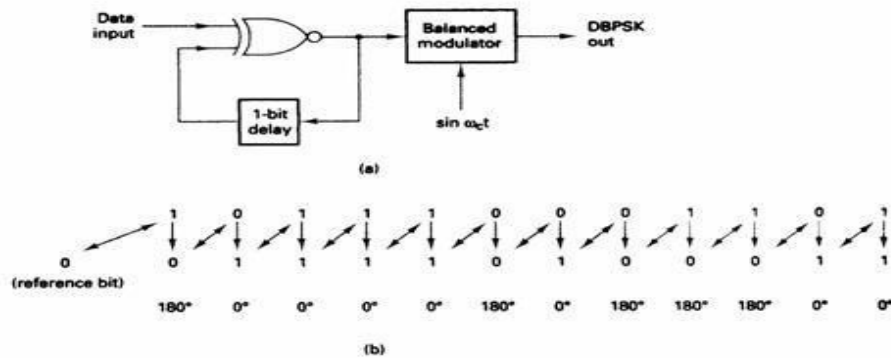 Data input
Balanced modulator
DBPSK out
1-bit delay
sin ωct
(a)
1 0 1 1 1 0 0 0 1 1 0 1
0 0 1 1 1 1 0 1 0 0 0 1 1
(reference bit)
180° 0° 0° 0° 0° 180° 0° 180° 180° 180° 0° 0°
(b)